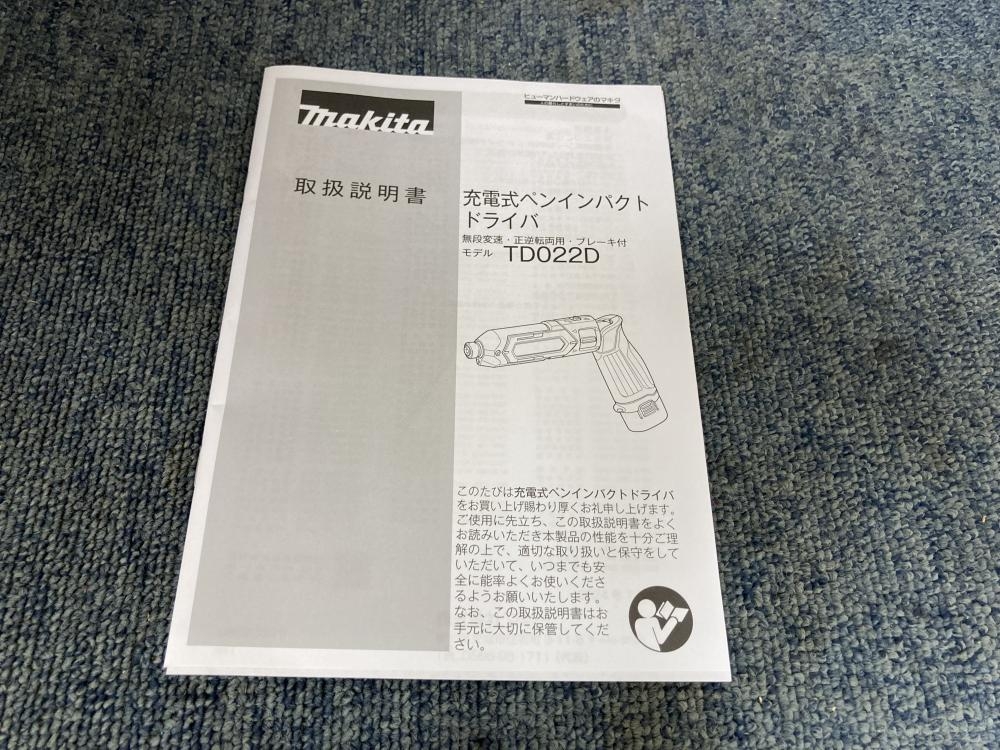 makita
ヒューマンハードウェアのマキタ
取扱説明書
充電式ペンインパクト
ドライバ
無段変速・正逆転両用・ブレーキ付
モデル TD022D
このたびは充電式ペンインパクトドライバ
をお買い上げ賜わり厚くお礼申し上げます。
ご使用に先立ち、この取扱説明書をよく
お読みいただき本製品の性能を十分ご理
解の上で、適切な取り扱いと保守をして
いただいて、いつまでも安
全に能率よくお使いくださ
るようお願いいたします。
なお、この取扱説明書はお
手元に大切に保管してくだ
さい。